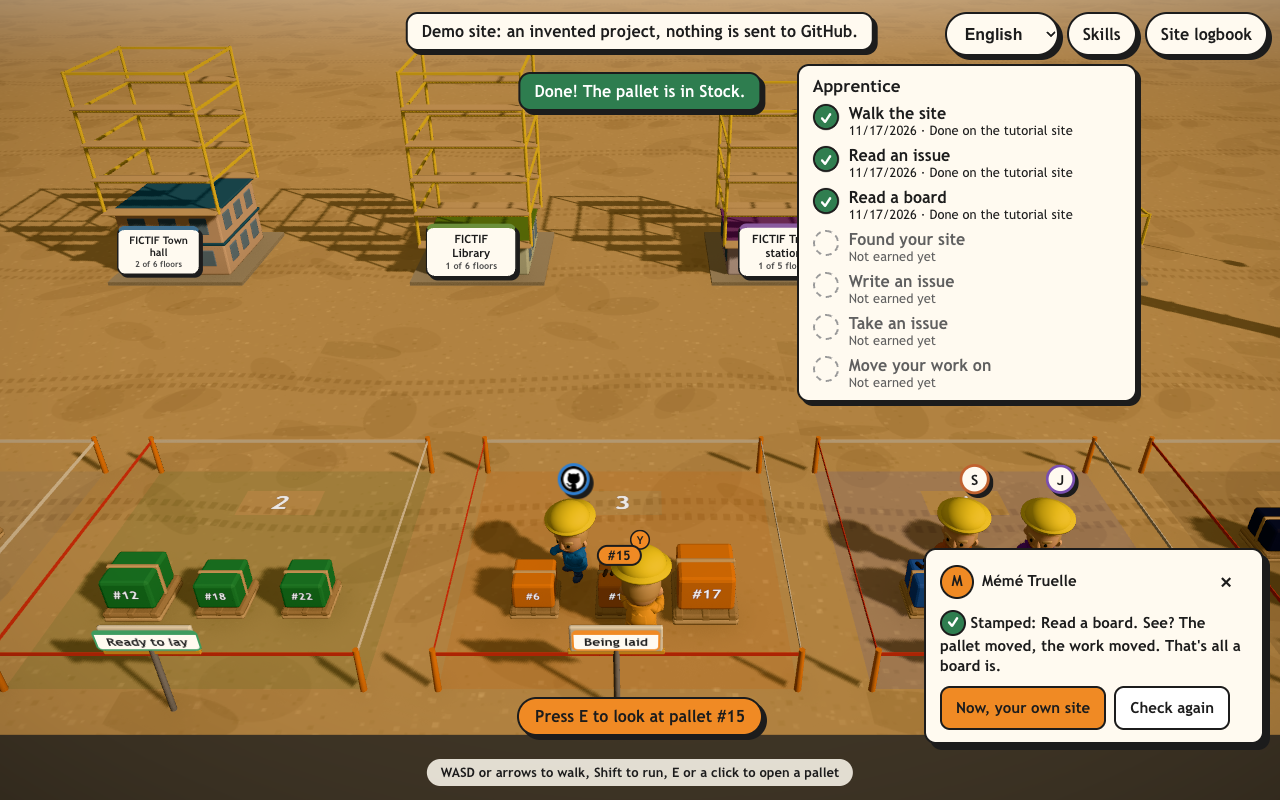 Demo site: an invented project, nothing is sent to GitHub.
English
Skills
Site logbook
Done! The pallet is in Stock.
Apprentice
Walk the site
11/17/2026 · Done on the tutorial site
Read an issue
11/17/2026 · Done on the tutorial site
Read a board
11/17/2026 · Done on the tutorial site
Found your site
Not earned yet
Write an issue
Not earned yet
Take an issue
Not earned yet
Move your work on
Not earned yet
FICTIF Town
hall
2 of 6 floors
FICTIF
Library
1 of 6 floors
FICTIF
1 of 5
2
3
S
J
Y
#15
#12
#18
#22
#6
#17
Ready to lay
Being laid
M
Mémé Truelle
×
Stamped: Read a board. See? The
pallet moved, the work moved. That's all a
board is.
Now, your own site
Check again
Press E to look at pallet #15
WASD or arrows to walk, Shift to run, E or a click to open a pallet